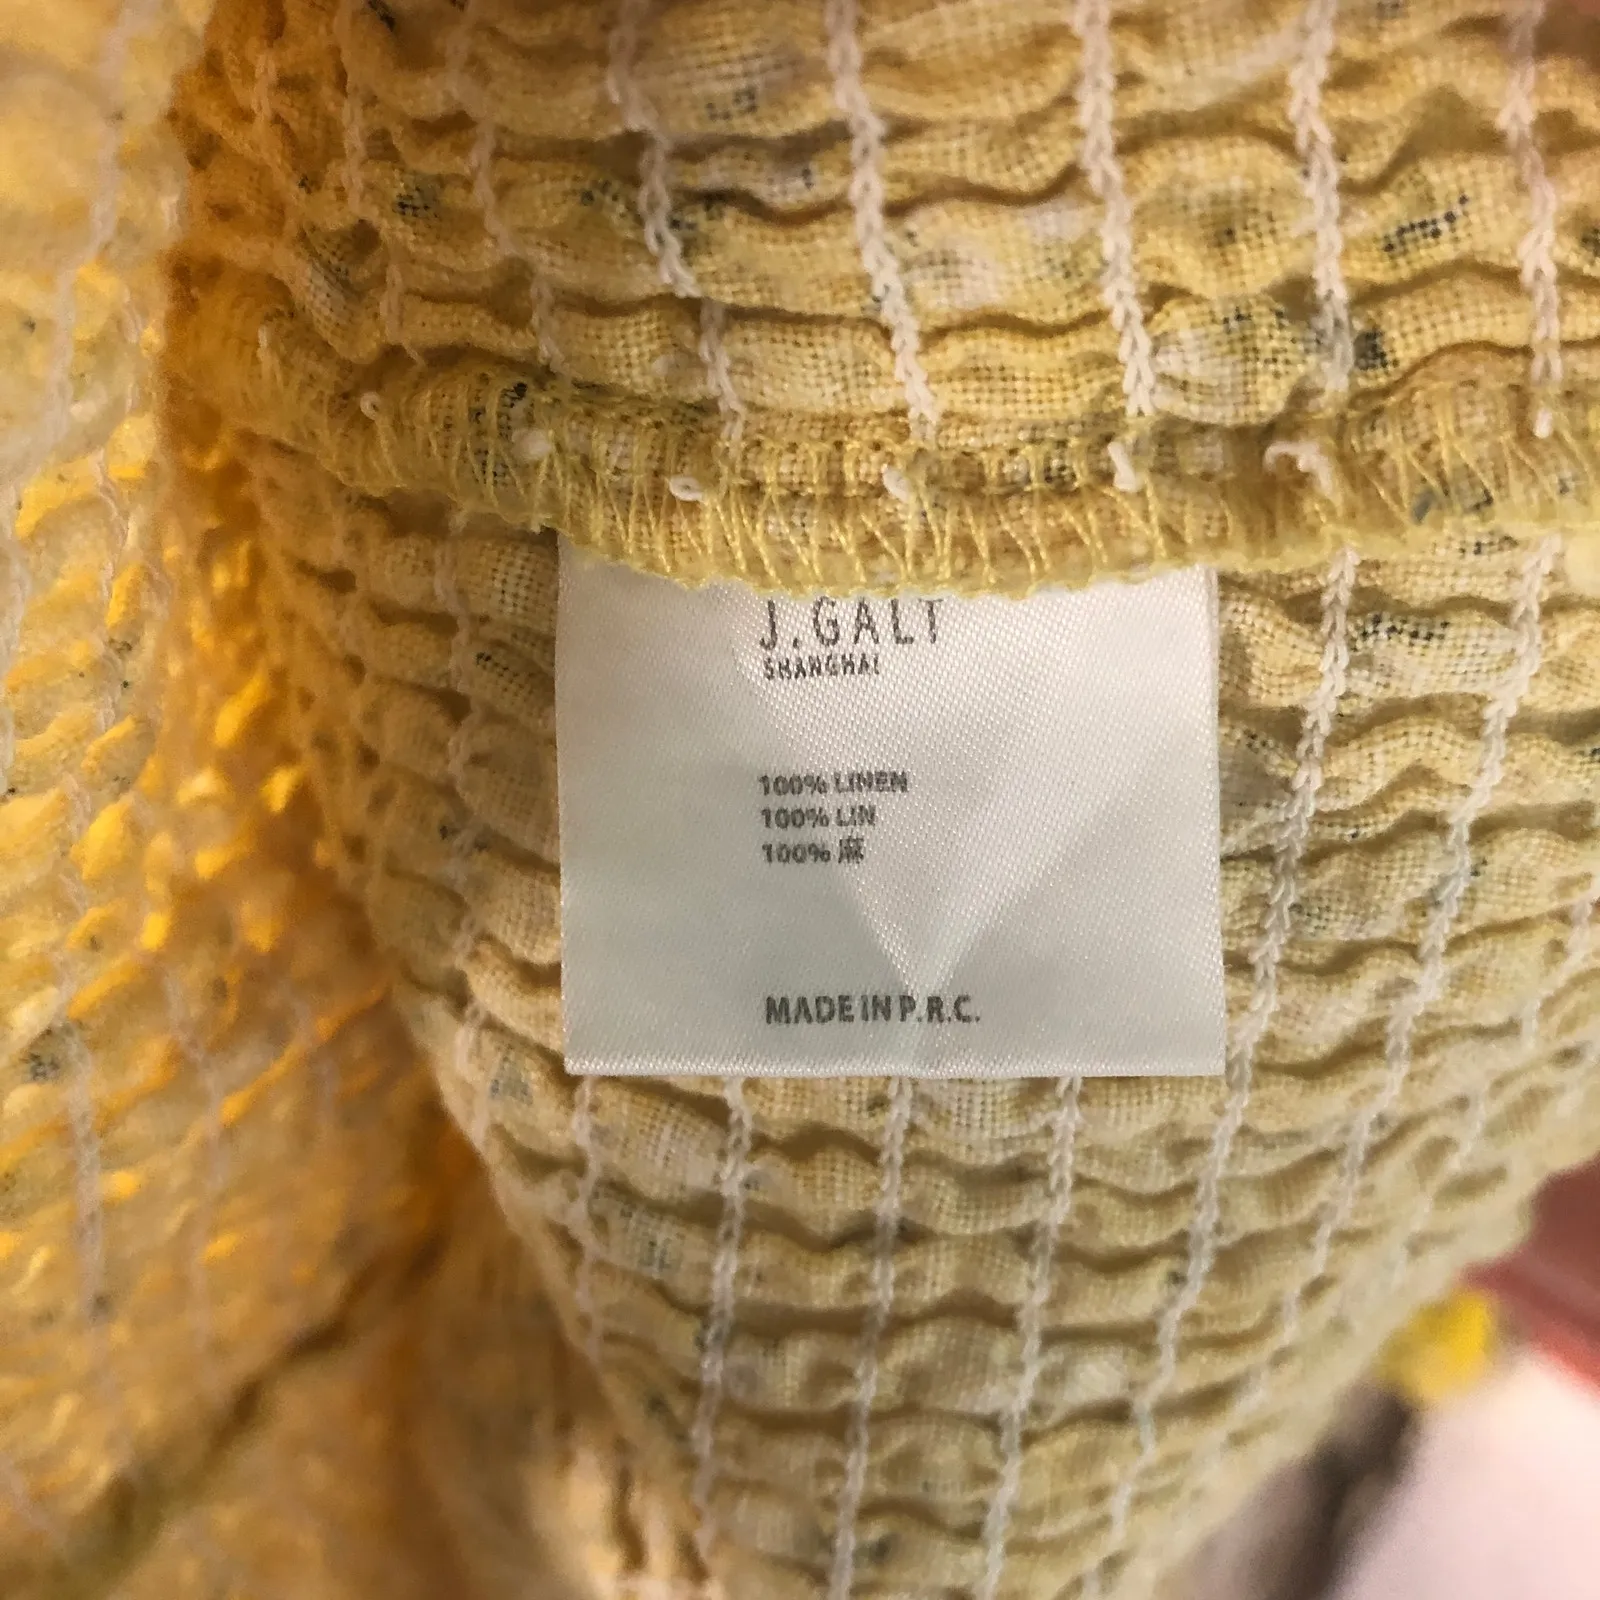 J.GALT
SHANGHAI
100% LINEN
100% LIN
100% 麻
MADE IN P.R.C.